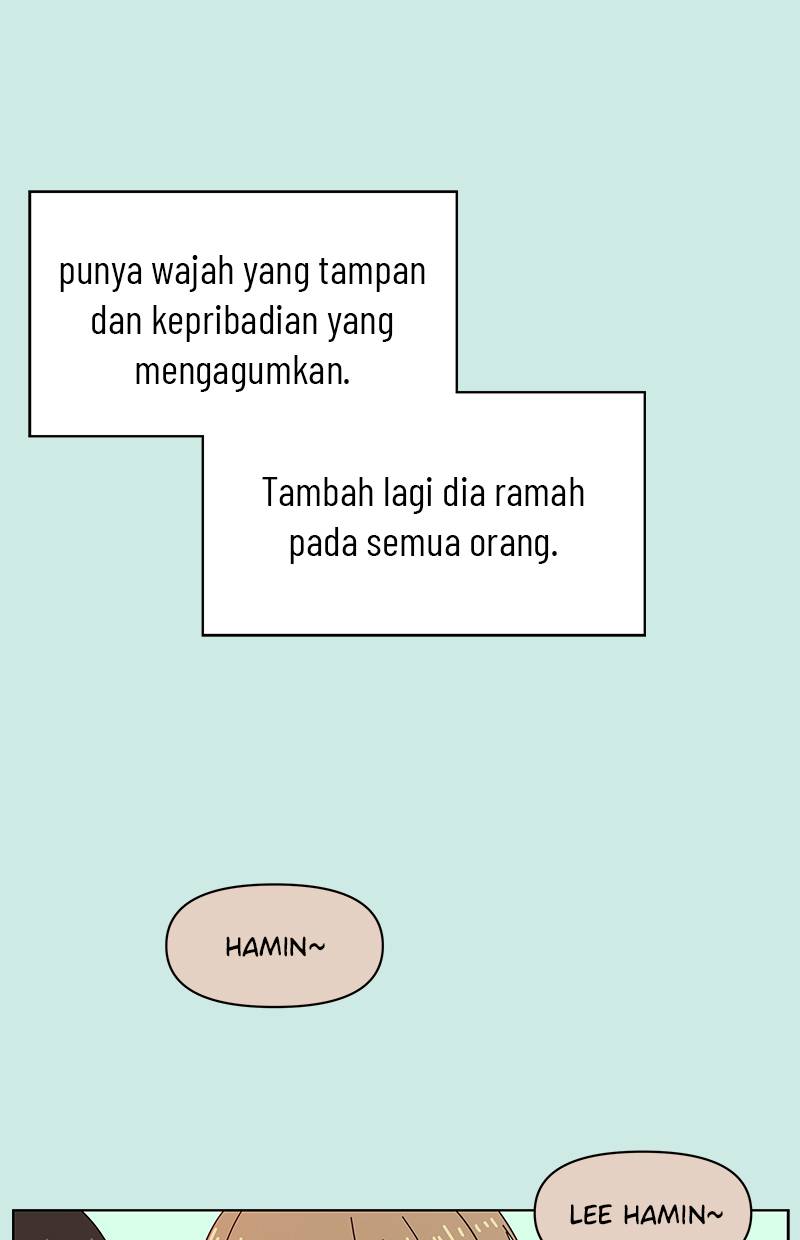 punya wajah yang tampan
dan kepribadian yang
mengagumkan.
Tambah lagi dia ramah
pada semua orang.
HAMIN~
LEE HAMIN~